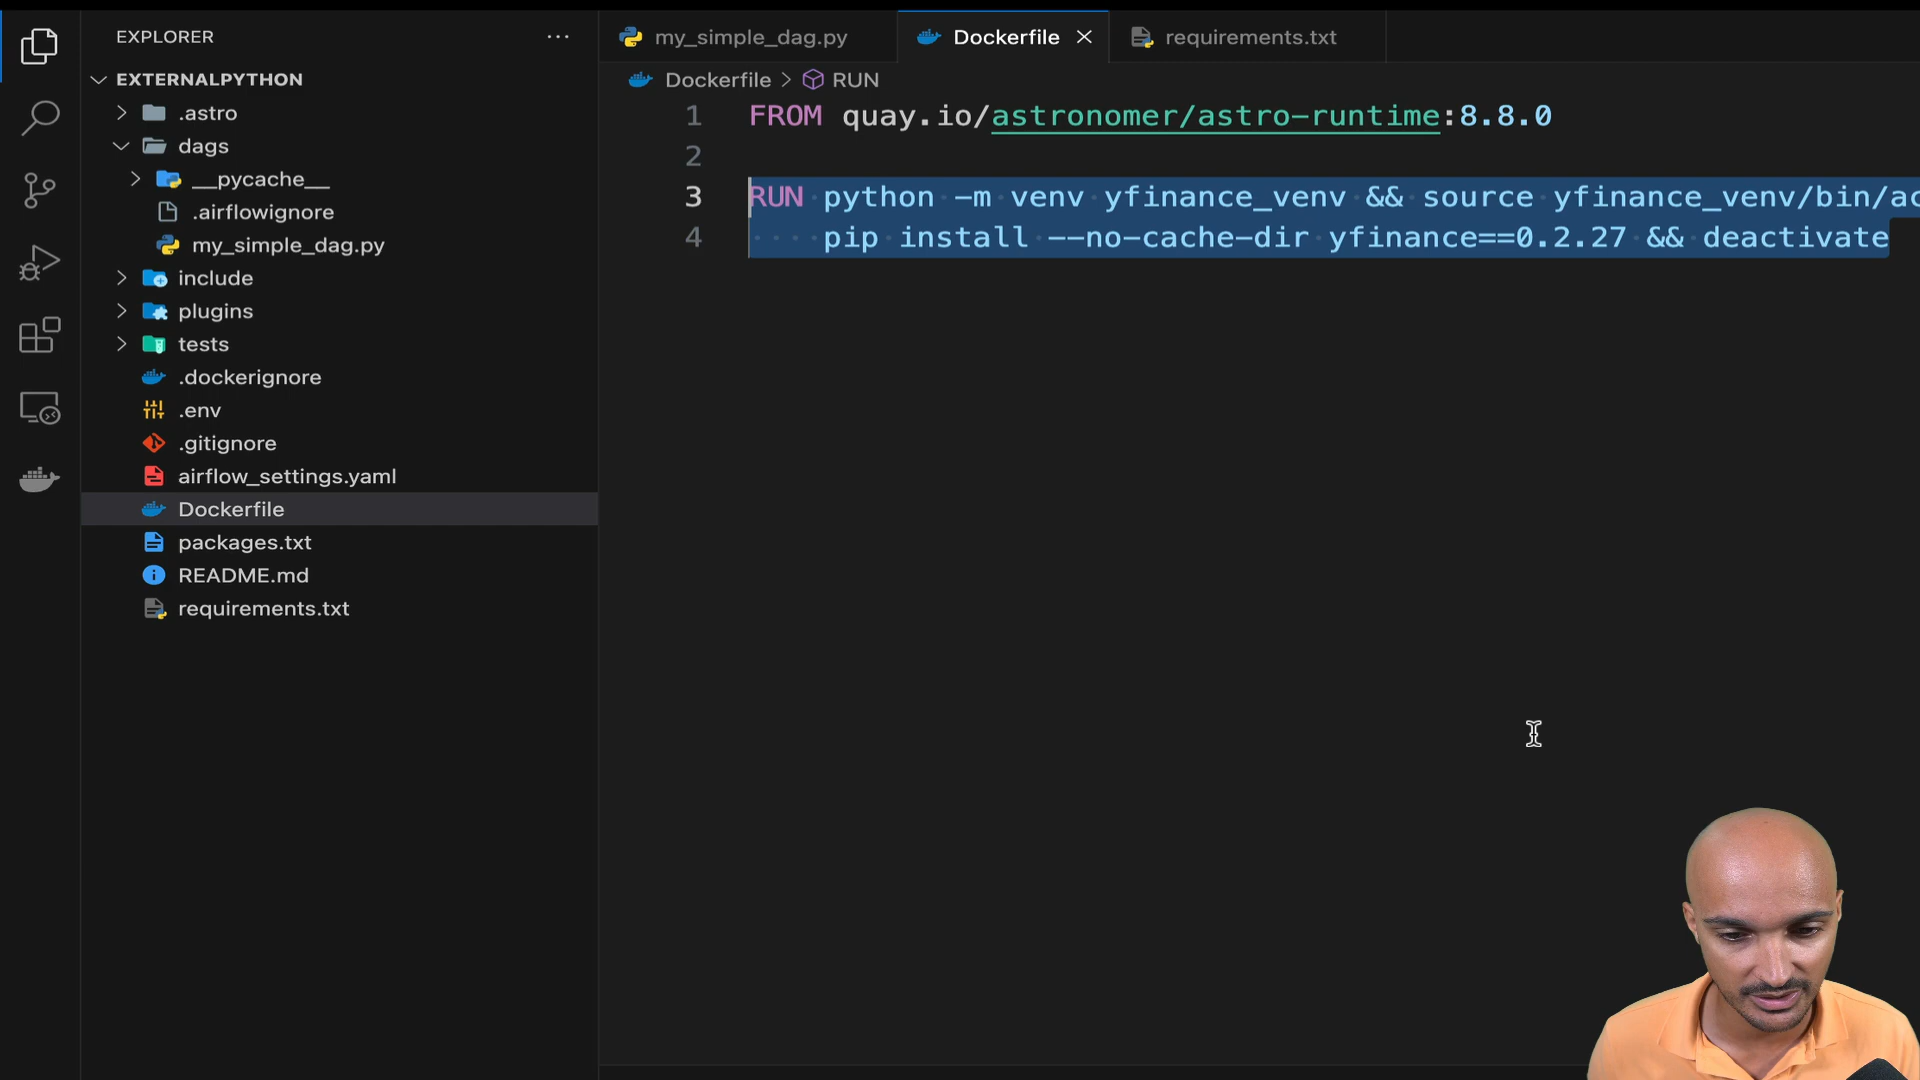 EXPLORER
EXTERNALPYTHON
.astro
dags
__pycache__
.airflowignore
my_simple_dag.py
include
plugins
tests
.dockerignore
.env
.gitignore
airflow_settings.yaml
Dockerfile
packages.txt
README.md
requirements.txt
my_simple_dag.py
Dockerfile
requirements.txt
Dockerfile > RUN
1 FROM quay.io/astronomer/astro-runtime:8.8.0
2
3 RUN python -m venv yfinance_venv && source yfinance_venv/bin/ac
4 pip install --no-cache-dir yfinance==0.2.27 && deactivate